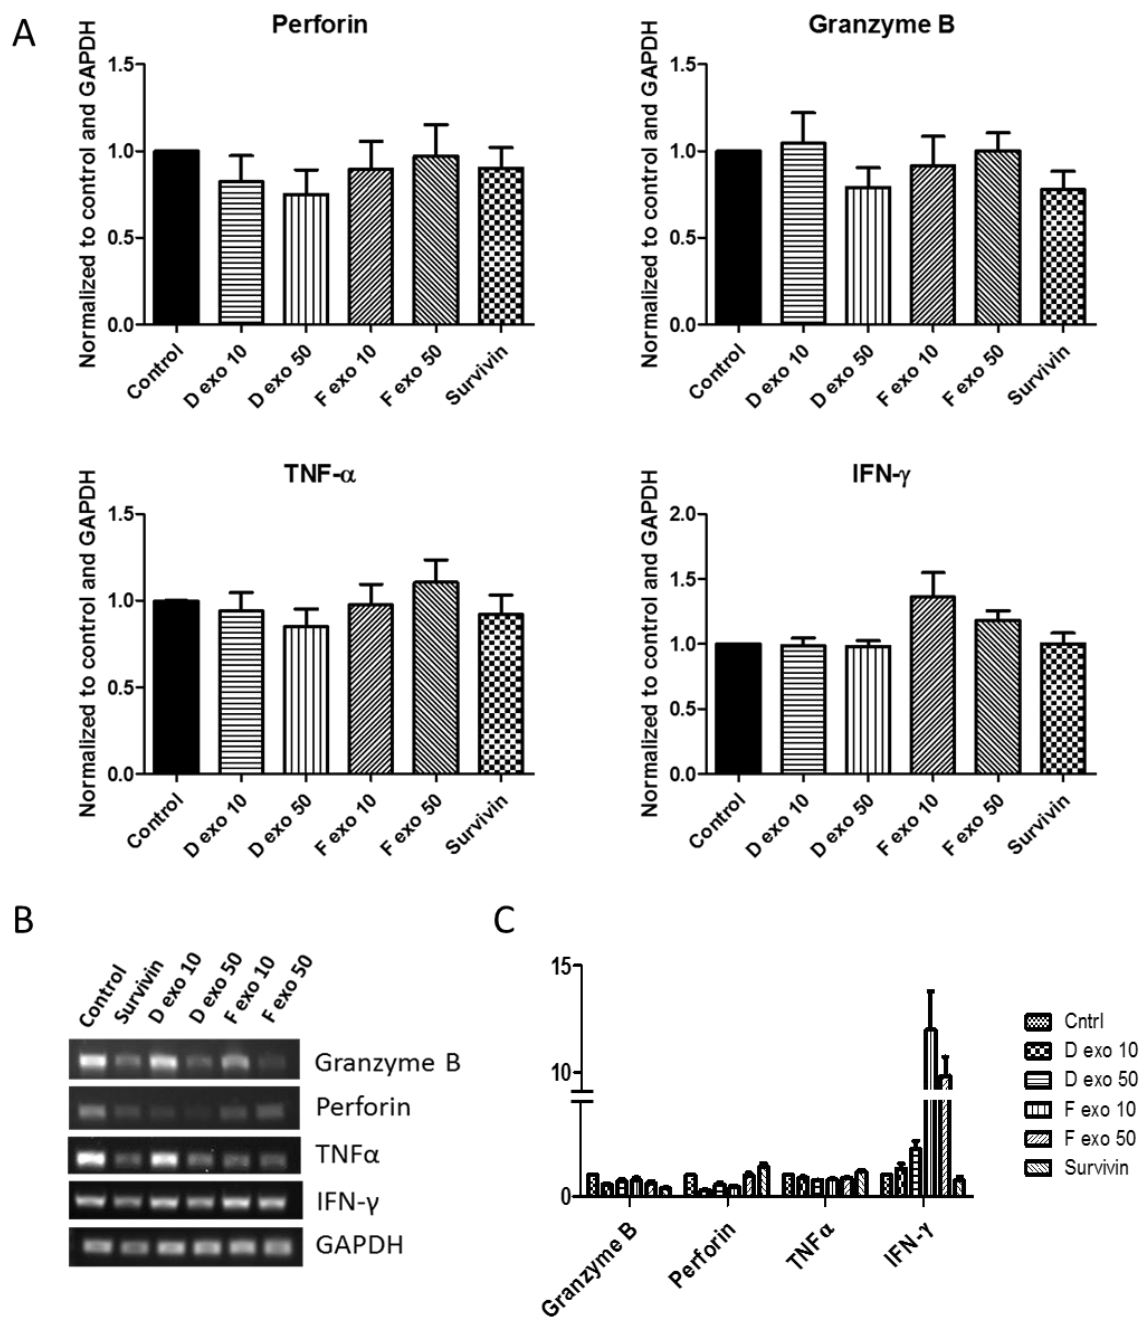 A
Perforin
Normalized to control and GAPDH
1.5
1.0
0.5
0.0
Control
D exo 10
D exo 50
F exo 10
F exo 50
Survivin
Granzyme B
Normalized to control and GAPDH
1.5
1.0
0.5
0.0
Control
D exo 10
D exo 50
F exo 10
F exo 50
Survivin
TNF-α
Normalized to control and GAPDH
1.5
1.0
0.5
0.0
Control
D exo 10
D exo 50
F exo 10
F exo 50
Survivin
IFN-γ
Normalized to control and GAPDH
2.0
1.5
1.0
0.5
0.0
Control
D exo 10
D exo 50
F exo 10
F exo 50
Survivin
B
Control
Survivin
D exo 10
D exo 50
F exo 10
F exo 50
Granzyme B
Perforin
TNFα
IFN-γ
GAPDH
C
15
10
0
Granzyme B
Perforin
TNFα
IFN-γ
Cntrl
D exo 10
D exo 50
F exo 10
F exo 50
Survivin